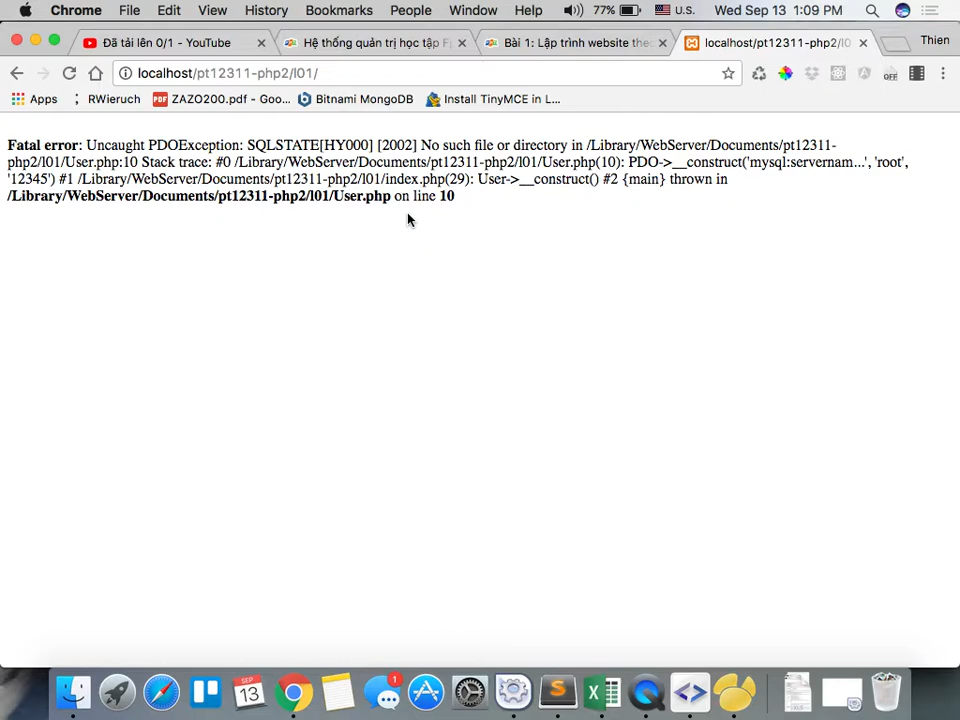 Chrome File Edit View History Bookmarks People Window Help 77% U.S. Wed Sep 13 1:09 PM
Đã tải lên 0/1 - YouTube Hệ thống quản trị học tập F Bài 1: Lập trình website the localhost/pt12311-php2/l0 Thien
localhost/pt12311-php2/l01/ OFF
Apps RWieruch ZAZO200.pdf - Goo... Bitnami MongoDB Install TinyMCE in L...
Fatal error: Uncaught PDOException: SQLSTATE[HY000] [2002] No such file or directory in /Library/WebServer/Documents/pt12311-
php2/l01/User.php:10 Stack trace: #0 /Library/WebServer/Documents/pt12311-php2/l01/User.php(10): PDO->__construct('mysql:servernam...', 'root',
'12345') #1 /Library/WebServer/Documents/pt12311-php2/l01/index.php(29): User->__construct() #2 {main} thrown in
/Library/WebServer/Documents/pt12311-php2/l01/User.php on line 10
SEP
13
1